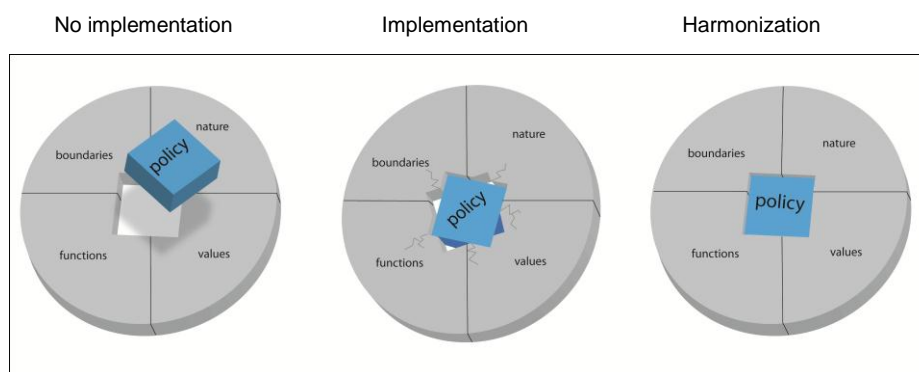 No implementation
Implementation
Harmonization
nature
boundaries
policy
functions
values
nature
boundaries
policy
functions
values
nature
boundaries
policy
functions
values